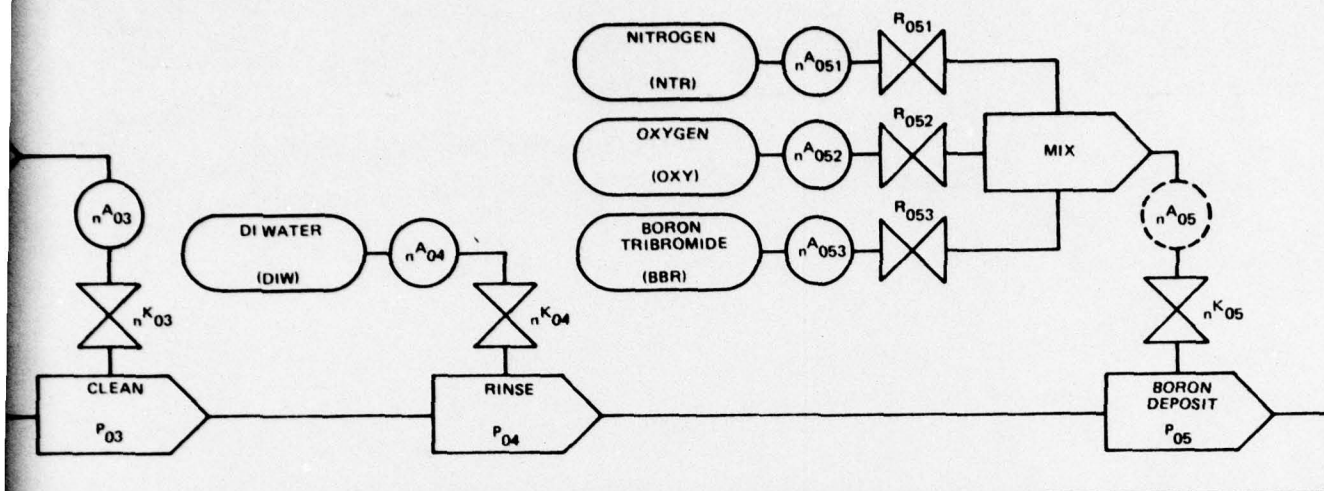 R051
NITROGEN
(NTR)
nA051
R052
OXYGEN
(OXY)
nA052
MIX
R053
BORON
TRIBROMIDE
(BBR)
nA053
nA03
DI WATER
(DIW)
nA04
nA05
nK03
nK04
nK05
CLEAN
P03
RINSE
P04
BORON
DEPOSIT
P05